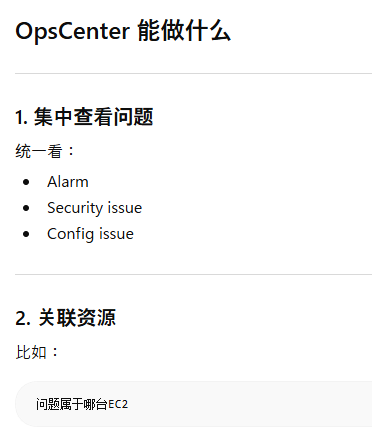 OpsCenter 能做什么
1. 集中查看问题
统一看：
Alarm
Security issue
Config issue
2. 关联资源
比如：
问题属于哪台EC2